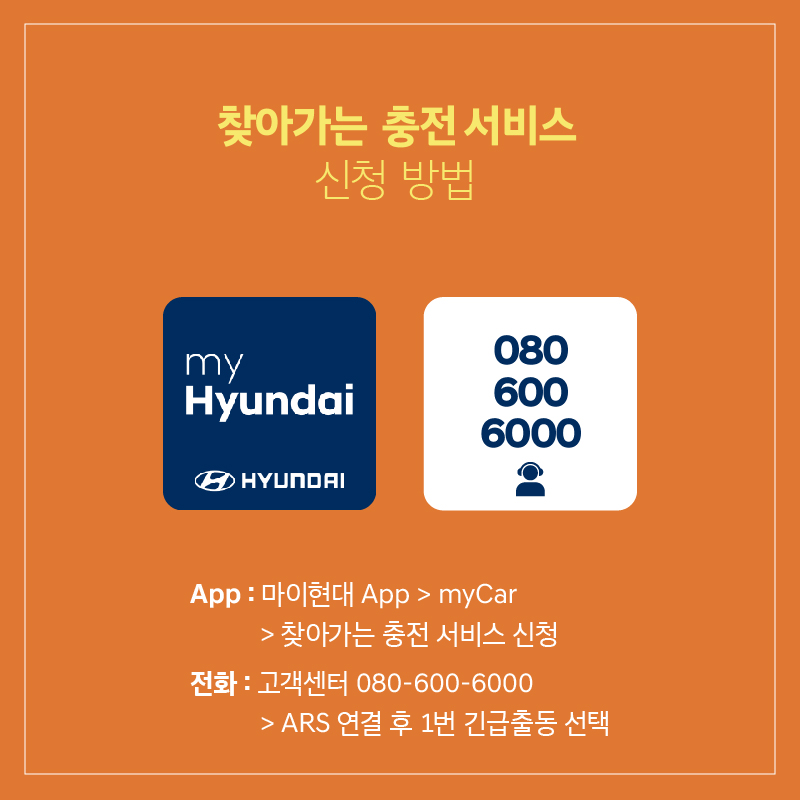 찾아가는 충전 서비스
신청 방법
my
Hyundai
HYUNDAI
080
600
6000
App : 마이현대 App > myCar
> 찾아가는 충전 서비스 신청
전화 : 고객센터 080-600-6000
> ARS 연결 후 1번 긴급출동 선택